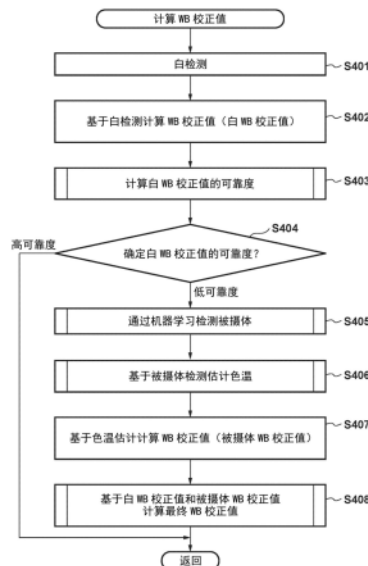 计算 WB 校正值
白检测
S401
基于白检测计算 WB 校正值（白 WB 校正值）
S402
计算白 WB 校正值的可靠度
S403
S404
高可靠度
确定白 WB 校正值的可靠度?
低可靠度
通过机器学习检测被摄体
S405
基于被摄体检测估计色温
S406
基于色温估计计算 WB 校正值（被摄体 WB 校正值）
S407
基于白 WB 校正值和被摄体 WB 校正值
计算最终 WB 校正值
S408
返回